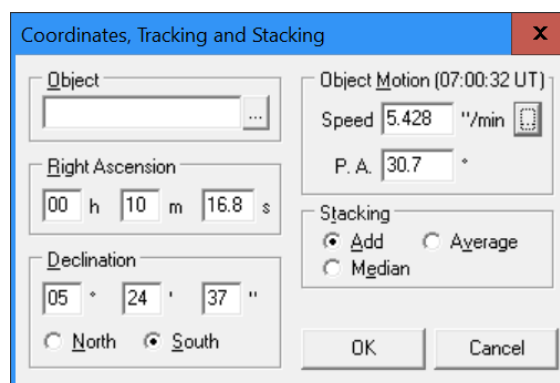 Coordinates, Tracking and Stacking
X
Object
...
Right Ascension
00 h 10 m 16.8 s
Declination
05 ° 24 ' 37 "
North South
Object Motion (07:00:32 UT)
Speed 5.428 "/min ...
P. A. 30.7 °
Stacking
Add Average
Median
OK Cancel